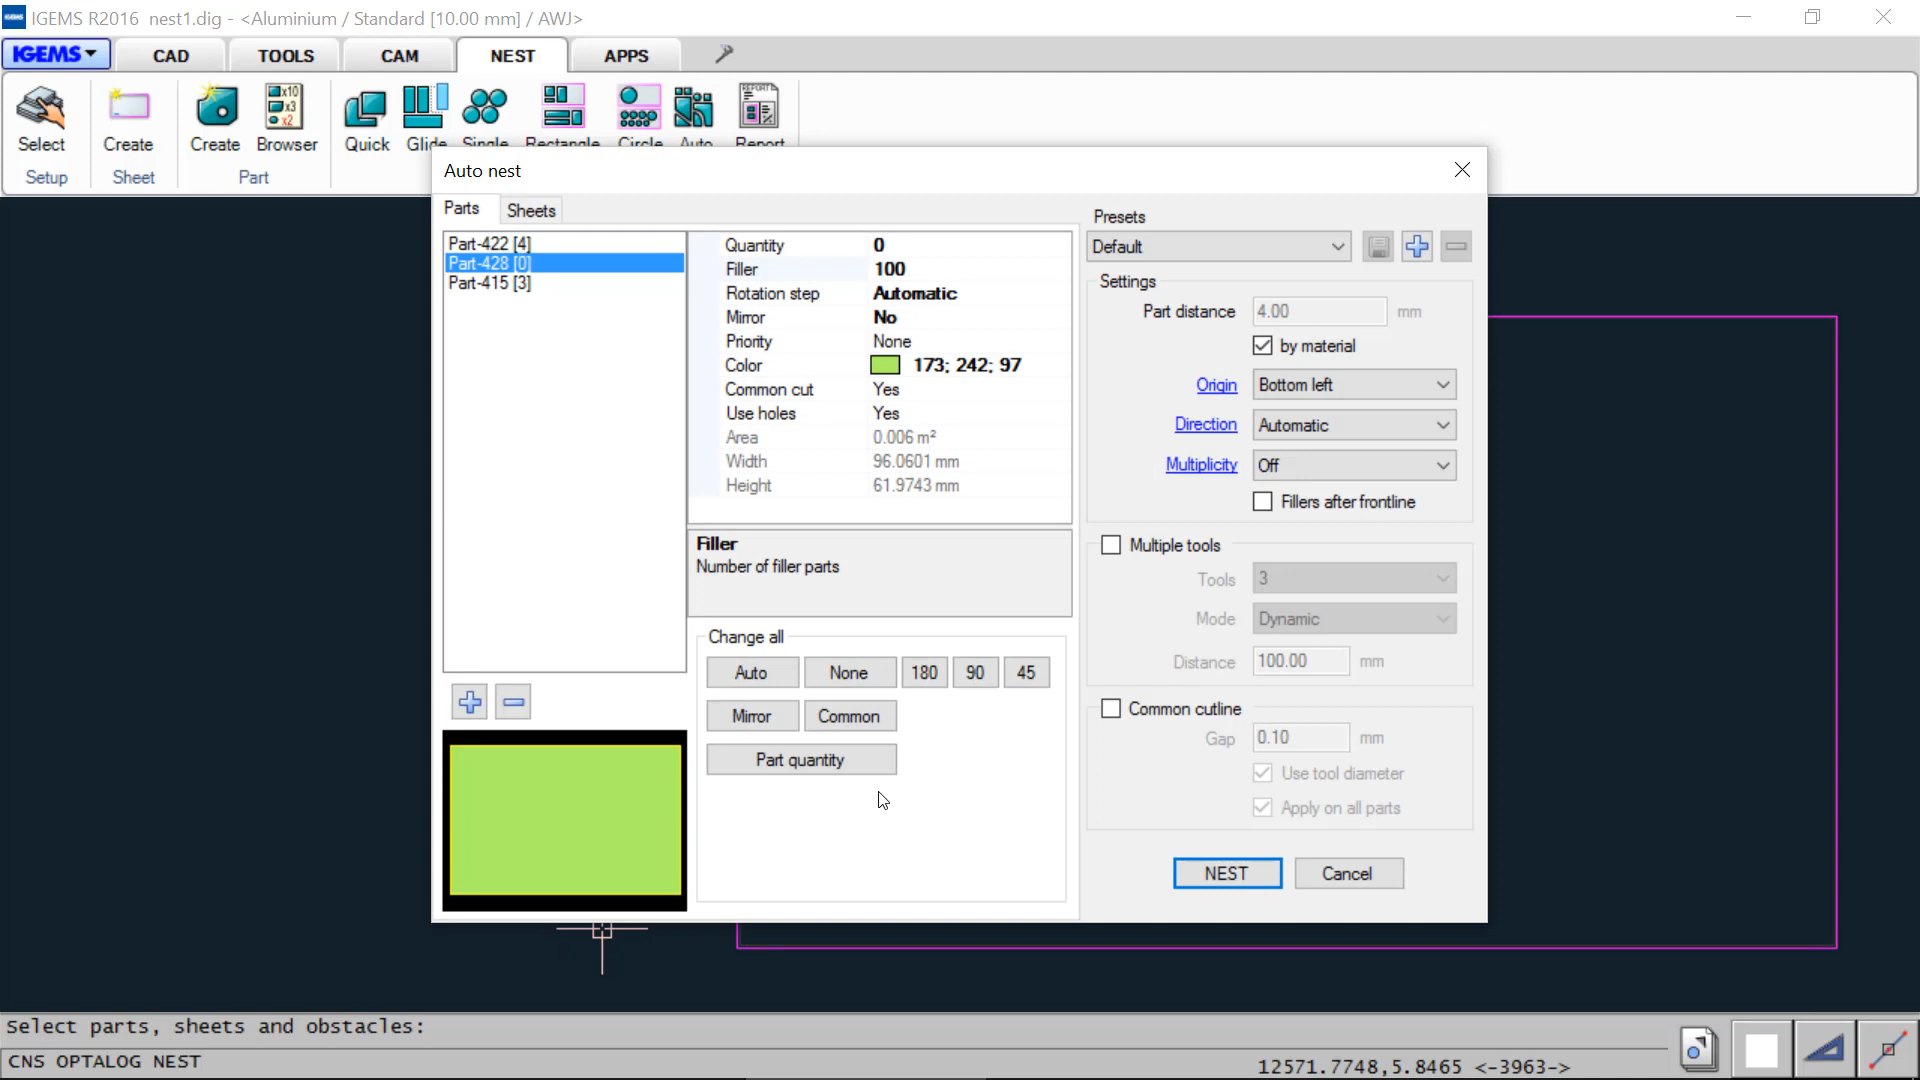 IGEMS R2016 nest1.dig - <Aluminium / Standard [10.00 mm] / AWJ>
IGEMS CAD TOOLS CAM NEST APPS
Select Create Create Browser Quick Glide Single Rectangle Circle Auto Report
Setup Sheet Part
Auto nest
Parts Sheets
Part-422 [4]
Part-428 [0]
Part-415 [3]
Quantity 0
Filler 100
Rotation step Automatic
Mirror No
Priority None
Color 173; 242; 97
Common cut Yes
Use holes Yes
Area 0.006 m²
Width 96.0601 mm
Height 61.9743 mm
Filler
Number of filler parts
Change all
Auto None 180 90 45
Mirror Common
Part quantity
Presets
Default
Settings
Part distance 4.00 mm
by material
Origin Bottom left
Direction Automatic
Multiplicity Off
Fillers after frontline
Multiple tools
Tools 3
Mode Dynamic
Distance 100.00 mm
Common cutline
Gap 0.10 mm
Use tool diameter
Apply on all parts
NEST Cancel
Select parts, sheets and obstacles:
CNS OPTALOG NEST
12571.7748,5.8465 <-3963->